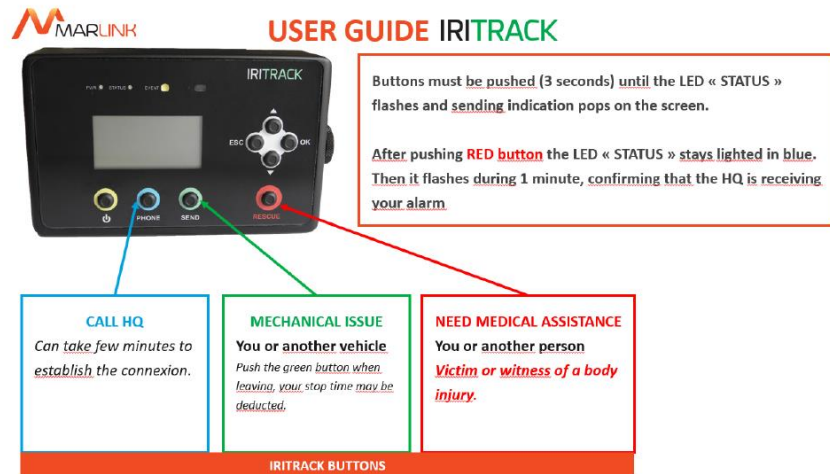 MARLINK
USER GUIDE IRITRACK
IRITRACK
PWR STATUS EVENT
ESC OK
PHONE SEND RESCUE
Buttons must be pushed (3 seconds) until the LED « STATUS »
flashes and sending indication pops on the screen.
After pushing RED button the LED « STATUS » stays lighted in blue.
Then it flashes during 1 minute, confirming that the HQ is receiving
your alarm
CALL HQ
Can take few minutes to
establish the connexion.
MECHANICAL ISSUE
You or another vehicle
Push the green button when
leaving, your stop time may be
deducted.
NEED MEDICAL ASSISTANCE
You or another person
Victim or witness of a body
injury.
IRITRACK BUTTONS